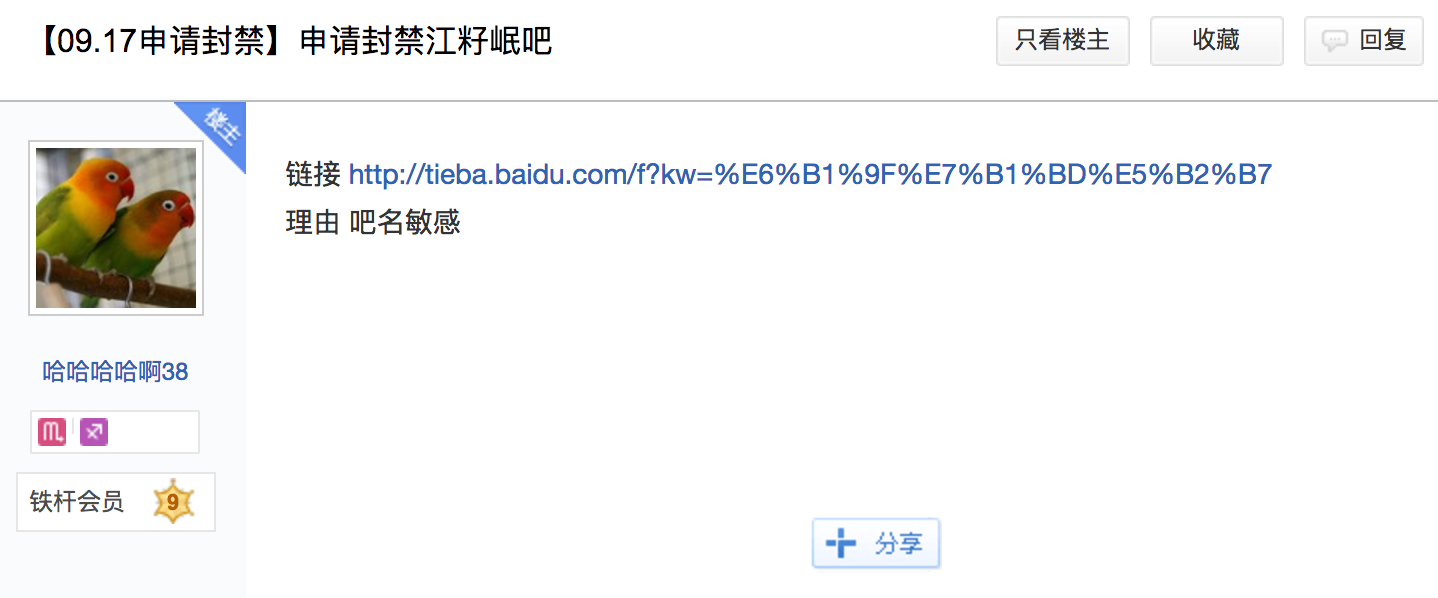 【09.17申请封禁】申请封禁江籽岷吧
只看楼主
收藏
回复
楼主
链接 http://tieba.baidu.com/f?kw=%E6%B1%9F%E7%B1%BD%E5%B2%B7
理由 吧名敏感
哈哈哈哈啊38
铁杆会员 9
分享